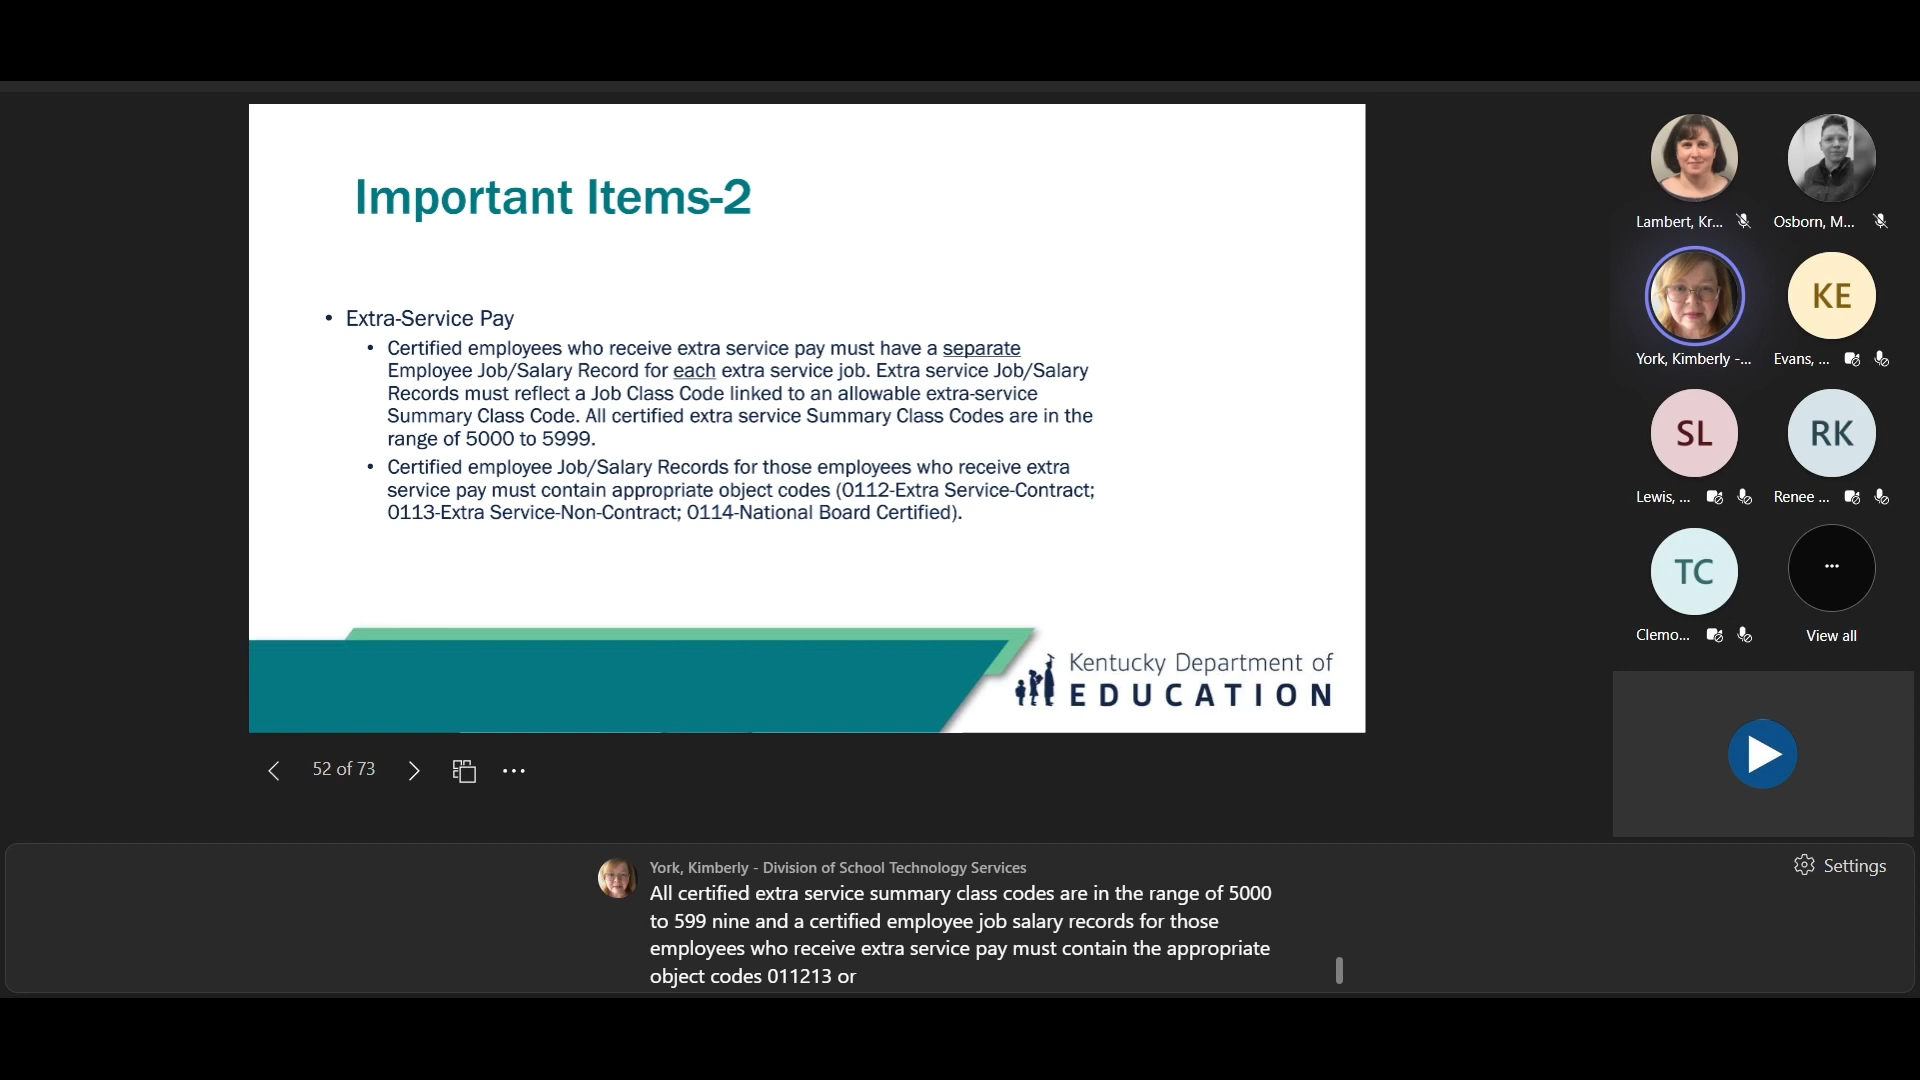 Important Items-2
• Extra-Service Pay
• Certified employees who receive extra service pay must have a separate
Employee Job/Salary Record for each extra service job. Extra service Job/Salary
Records must reflect a Job Class Code linked to an allowable extra-service
Summary Class Code. All certified extra service Summary Class Codes are in the
range of 5000 to 5999.
• Certified employee Job/Salary Records for those employees who receive extra
service pay must contain appropriate object codes (0112-Extra Service-Contract;
0113-Extra Service-Non-Contract; 0114-National Board Certified).
Kentucky Department of
EDUCATION
52 of 73
Lambert, Kr...
Osborn, M...
York, Kimberly -...
KE
Evans, ...
SL
Lewis, ...
RK
Renee ...
TC
Clemo...
View all
York, Kimberly - Division of School Technology Services
All certified extra service summary class codes are in the range of 5000
to 599 nine and a certified employee job salary records for those
employees who receive extra service pay must contain the appropriate
object codes 011213 or
Settings